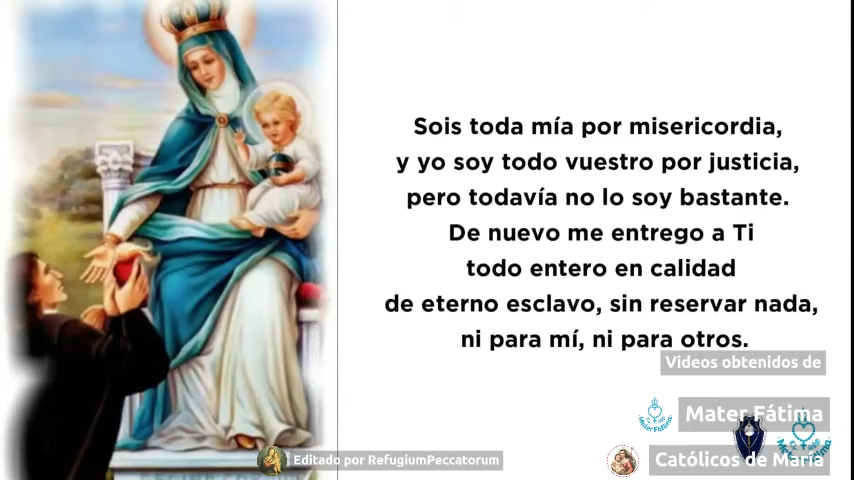 Sois toda mía por misericordia,
y yo soy todo vuestro por justicia,
pero todavía no lo soy bastante.
De nuevo me entrego a Ti
todo entero en calidad
de eterno esclavo, sin reservar nada,
ni para mí, ni para otros.
Videos obtenidos de
Mater Fátima
Católicos de María
Editado por RefugiumPeccatorum